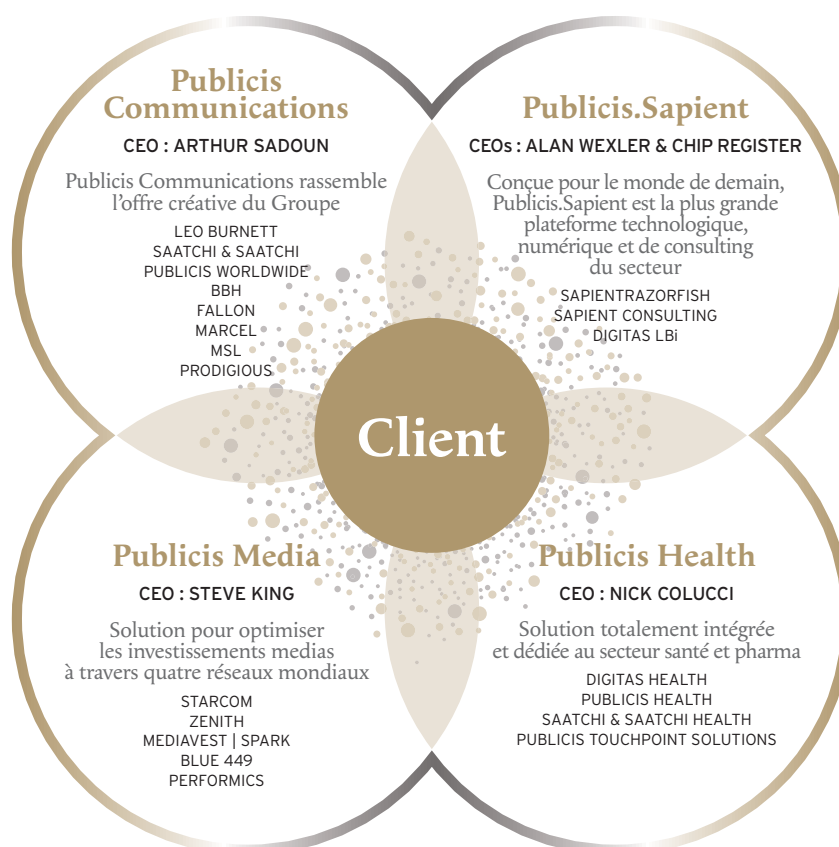 Publicis
Communications
CEO : ARTHUR SADOUN
Publicis Communications rassemble
l'offre créative du Groupe
LEO BURNETT
SAATCHI & SAATCHI
PUBLICIS WORLDWIDE
BBH
FALLON
MARCEL
MSL
PRODIGIOUS
Publicis.Sapient
CEOs : ALAN WEXLER & CHIP REGISTER
Conçue pour le monde de demain,
Publicis.Sapient est la plus grande
plateforme technologique,
numérique et de consulting
du secteur
SAPIENTRAZORFISH
SAPIENT CONSULTING
DIGITAS LBi
Client
Publicis Media
CEO : STEVE KING
Solution pour optimiser
les investissements medias
à travers quatre réseaux mondiaux
STARCOM
ZENITH
MEDIAVEST | SPARK
BLUE 449
PERFORMICS
Publicis Health
CEO : NICK COLUCCI
Solution totalement intégrée
et dédiée au secteur santé et pharma
DIGITAS HEALTH
PUBLICIS HEALTH
SAATCHI & SAATCHI HEALTH
PUBLICIS TOUCHPOINT SOLUTIONS